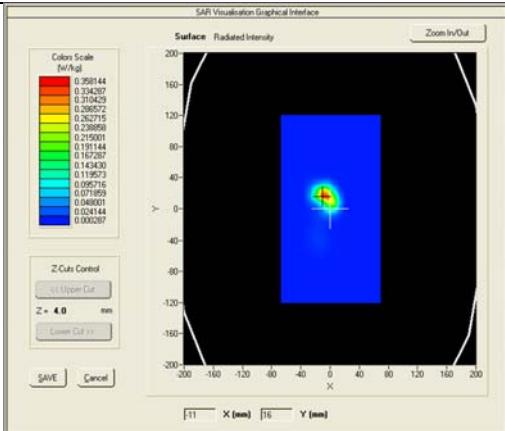 SAR Visualisation Graphical Interface
Surface Radiated Intensity
Zoom In/Out
Colors Scale
(W/kg)
0.358144
0.334287
0.310429
0.286572
0.262715
0.238858
0.215001
0.191144
0.167287
0.143430
0.119573
0.095716
0.071859
0.048001
0.024144
0.000287
Z-Cuts Control
<< Upper Cut
Z = 4.0 mm
Lower Cut >>
SAVE Cancel
200
160
120
80
40
0
-40
-80
-120
-160
-200
Y
-200 -160 -120 -80 -40 0 40 80 120 160 200
X
-11 X (mm) 16 Y (mm)